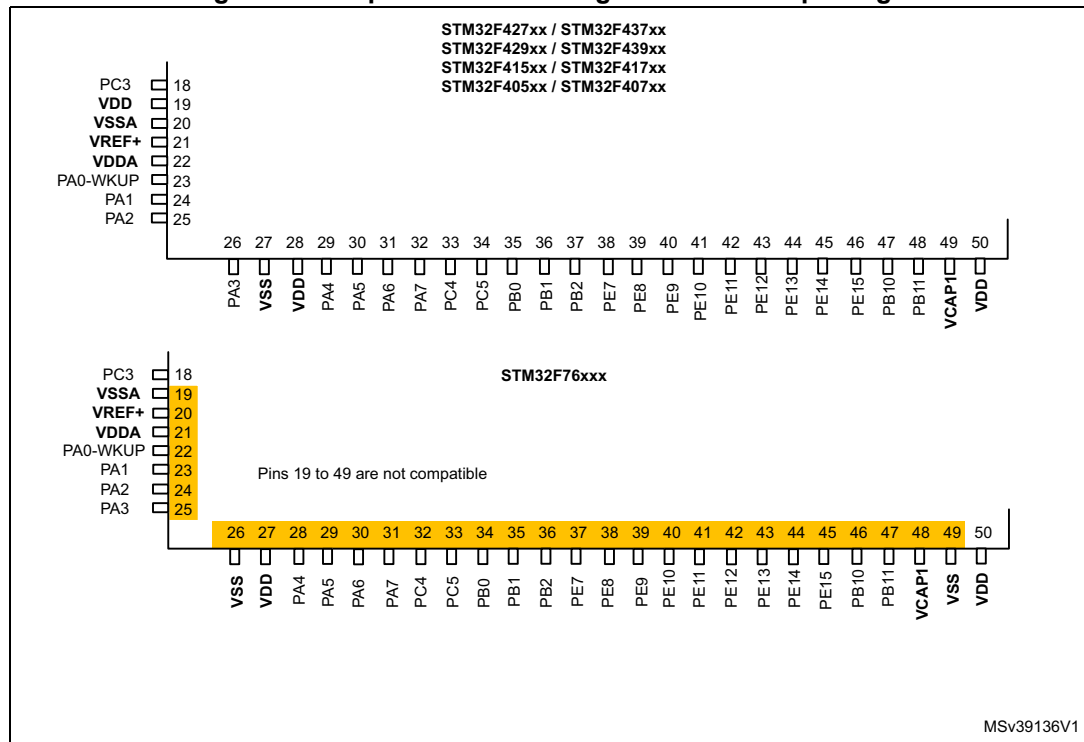 STM32F427xx / STM32F437xx
STM32F429xx / STM32F439xx
STM32F415xx / STM32F417xx
STM32F405xx / STM32F407xx
PC3 18
VDD 19
VSSA 20
VREF+ 21
VDDA 22
PA0-WKUP 23
PA1 24
PA2 25
26 27 28 29 30 31 32 33 34 35 36 37 38 39 40 41 42 43 44 45 46 47 48 49 50
PA3 VSS VDD PA4 PA5 PA6 PA7 PC4 PC5 PB0 PB1 PB2 PE7 PE8 PE9 PE10 PE11 PE12 PE13 PE14 PE15 PB10 PB11 VCAP1 VDD
STM32F76xxx
PC3 18
VSSA 19
VREF+ 20
VDDA 21
PA0-WKUP 22
PA1 23
PA2 24
PA3 25
Pins 19 to 49 are not compatible
26 27 28 29 30 31 32 33 34 35 36 37 38 39 40 41 42 43 44 45 46 47 48 49 50
VSS VDD PA4 PA5 PA6 PA7 PC4 PC5 PB0 PB1 PB2 PE7 PE8 PE9 PE10 PE11 PE12 PE13 PE14 PE15 PB10 PB11 VCAP1 VSS VDD
MSv39136V1